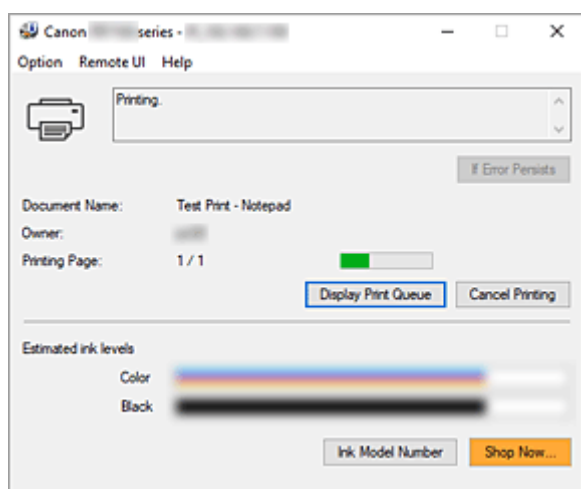 Canon series -
Option Remote UI Help
Printing.
If Error Persists
Document Name: Test Print - Notepad
Owner:
Printing Page: 1 / 1
Display Print Queue Cancel Printing
Estimated ink levels
Color
Black
Ink Model Number Shop Now...